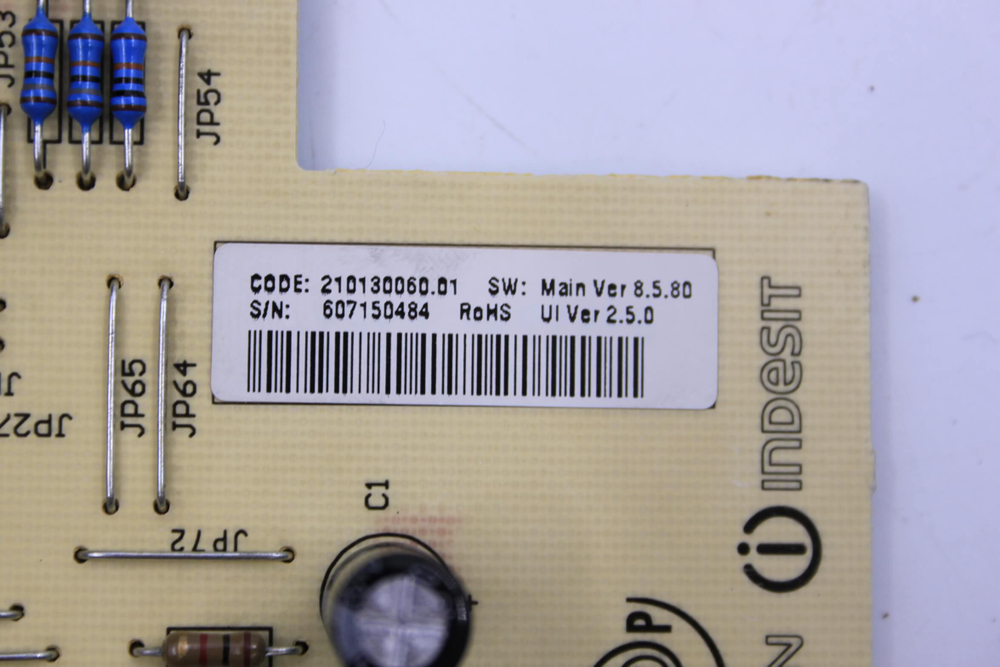 JP53
JP54
CODE: 210130060.01 SW: Main Ver 8.5.80
S/N: 607150484 RoHS UI Ver 2.5.0
JP65
JP64
JP27
C1
JP72
INDESIT
+